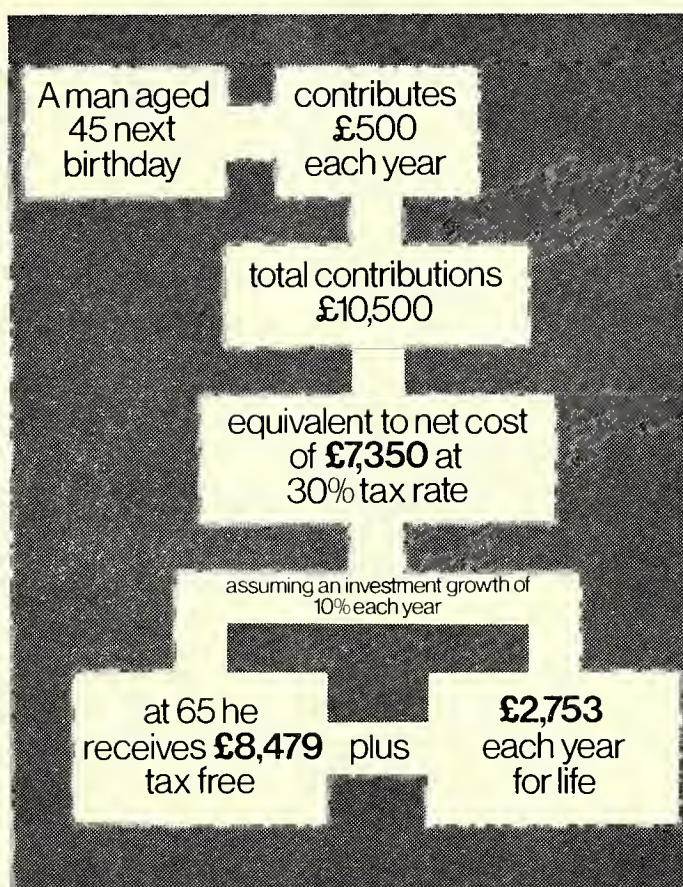 A man aged
45 next
birthday
contributes
£500
each year
total contributions
£10,500
equivalent to net cost
of £7,350 at
30% tax rate
assuming an investment growth of
10% each year
at 65 he
receives £8,479
tax free
plus
£2,753
each year
for life